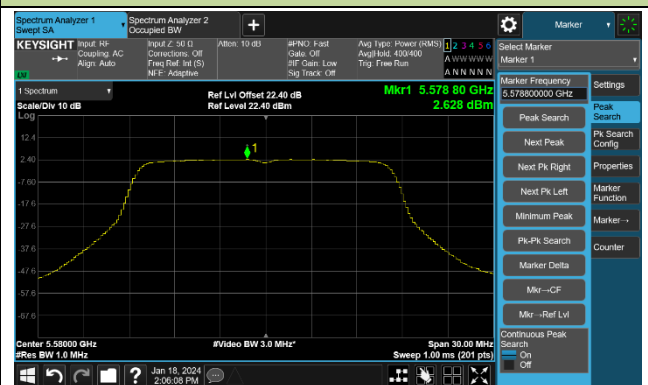 Spectrum Analyzer 1
Swept SA
Spectrum Analyzer 2
Occupied BW
Marker
KEYSIGHT
Input: RF
Coupling: AC
Align: Auto
Input Z: 50 Ω
Corrections: Off
Freq Ref: Int (S)
NFE: Adaptive
Atten: 10 dB
#PNO: Fast
Gate: Off
#IF Gain: Low
Sig Track: Off
Avg Type: Power (RMS)
Avg|Hold: 400/400
Trig: Free Run
1 2 3 4 5 6
A W W W W W
A N N N N N
LM
Select Marker
Marker 1
1 Spectrum
Scale/Div 10 dB
Log
Ref Lvl Offset 22.40 dB
Ref Level 22.40 dBm
Mkr1 5.578 80 GHz
2.628 dBm
1
12.4
2.40
-7.60
-17.6
-27.6
-37.6
-47.6
-57.6
-67.6
Center 5.58000 GHz
#Res BW 1.0 MHz
#Video BW 3.0 MHz*
Span 30.00 MHz
Sweep 1.00 ms (201 pts)
Marker Frequency
5.578800000 GHz
Peak Search
Next Peak
Next Pk Right
Next Pk Left
Minimum Peak
Pk-Pk Search
Marker Delta
Mkr→CF
Mkr→Ref Lvl
Continuous Peak
Search
On
Off
Settings
Peak
Search
Pk Search
Config
Properties
Marker
Function
Marker→
Counter
?
Jan 18, 2024
2:06:08 PM